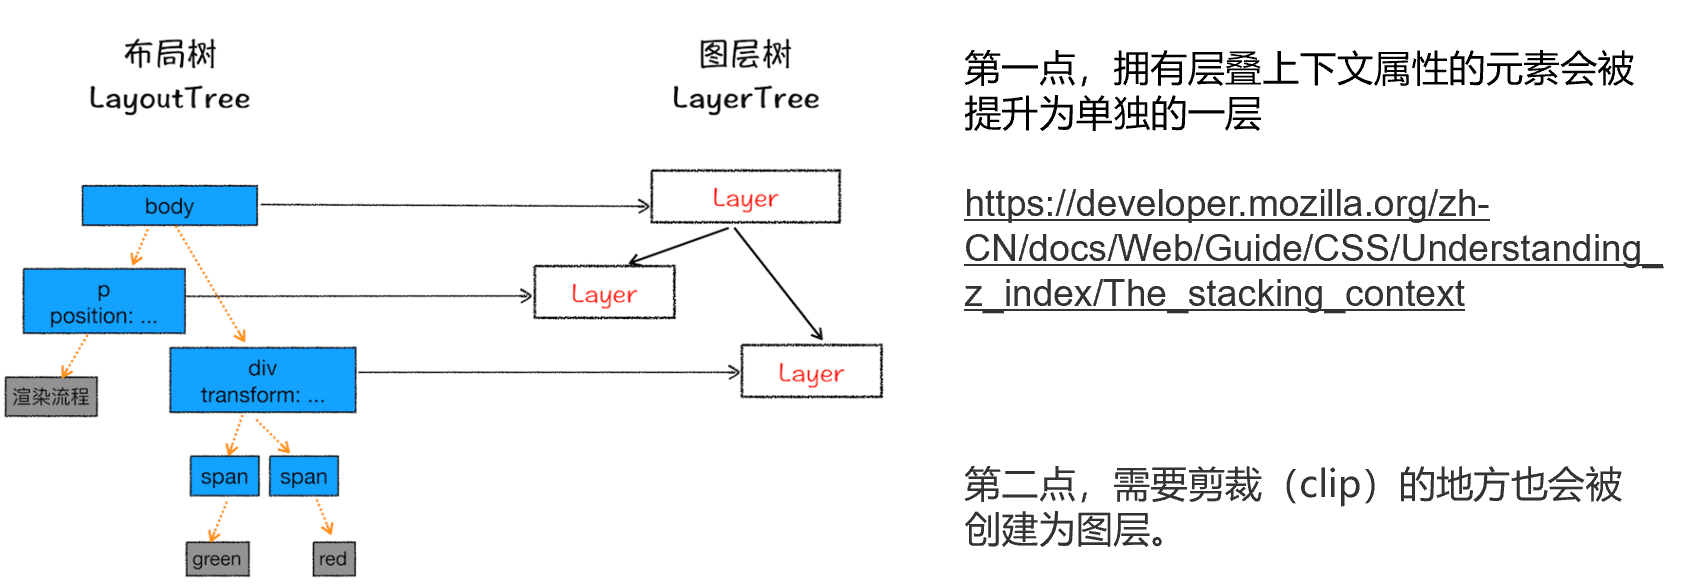 布局树
LayoutTree
图层树
LayerTree
body
Layer
p
position: ...
Layer
div
transform: ...
Layer
渲染流程
span
span
green
red
第一点，拥有层叠上下文属性的元素会被
提升为单独的一层
https://developer.mozilla.org/zh-
CN/docs/Web/Guide/CSS/Understanding_
z_index/The_stacking_context
第二点，需要剪裁（clip）的地方也会被
创建为图层。